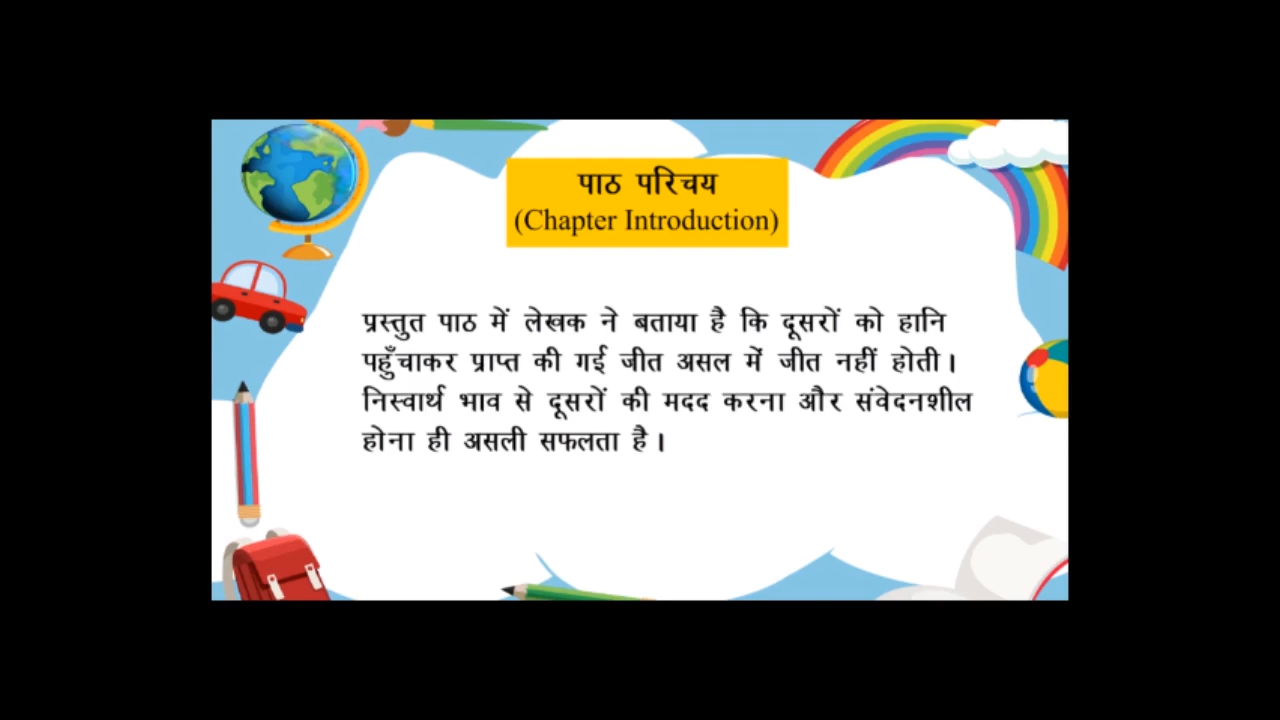 पाठ परिचय
(Chapter Introduction)
प्रस्तुत पाठ में लेखक ने बताया है कि दूसरों को हानि
पहुँचाकर प्राप्त की गई जीत असल में जीत नहीं होती।
निस्वार्थ भाव से दूसरों की मदद करना और संवेदनशील
होना ही असली सफलता है।